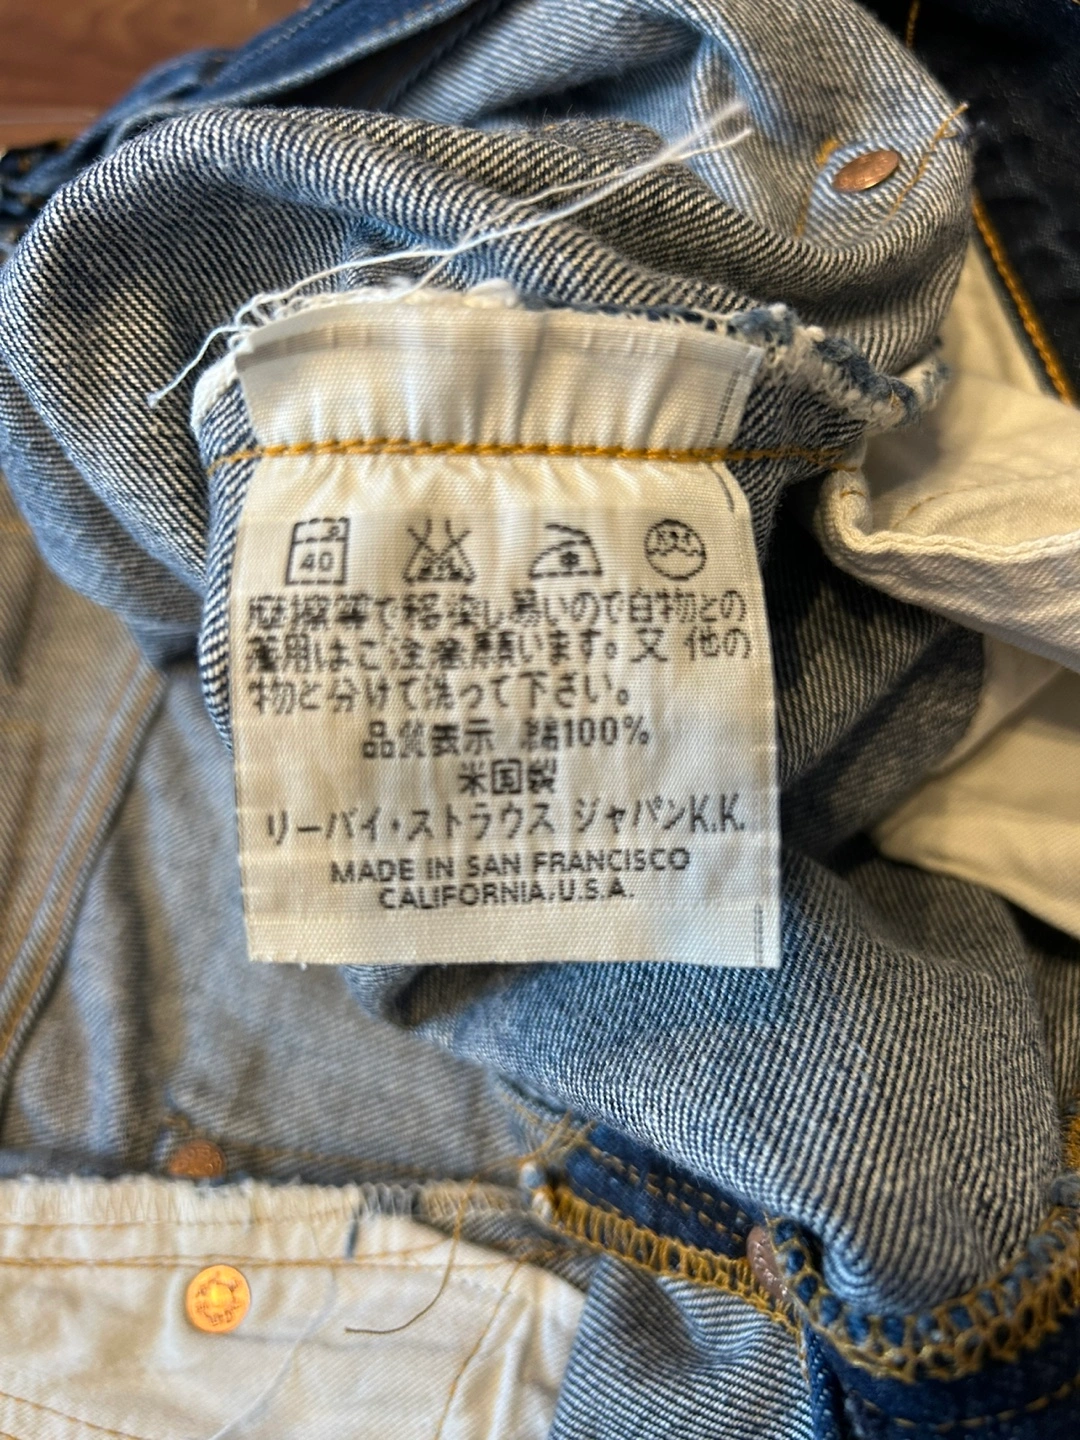 40
摩擦等で移染し易いので白物との
着用はご注意願います。又 他の
物と分けて洗って下さい。
品質表示 綿100%
米国製
リーバイ・ストラウス ジャパンK.K.
MADE IN SAN FRANCISCO
CALIFORNIA,U.S.A.